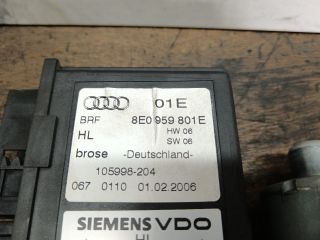 01E
BRF 8E0 959 801E
HL HW 06
SW 06
brose -Deutschland-
105998-204
067 0110 01.02.2006
SIEMENS VDO
HL